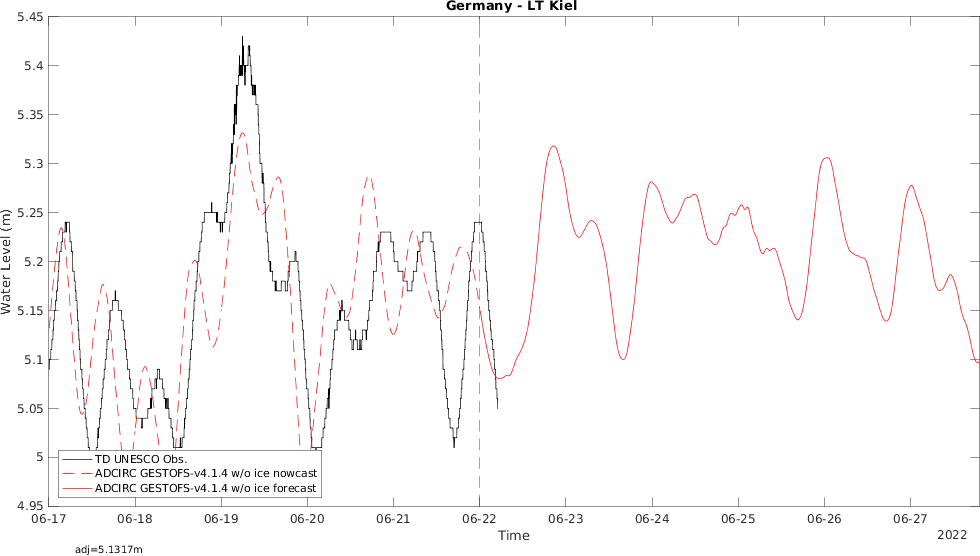 Germany - LT Kiel
5.45
5.4
5.35
5.3
5.25
5.2
5.15
5.1
5.05
5
4.95
Water Level (m)
TD UNESCO Obs.
ADCIRC GESTOFS-v4.1.4 w/o ice nowcast
ADCIRC GESTOFS-v4.1.4 w/o ice forecast
06-17 06-18 06-19 06-20 06-21 06-22 06-23 06-24 06-25 06-26 06-27
Time
2022
adj=5.1317m